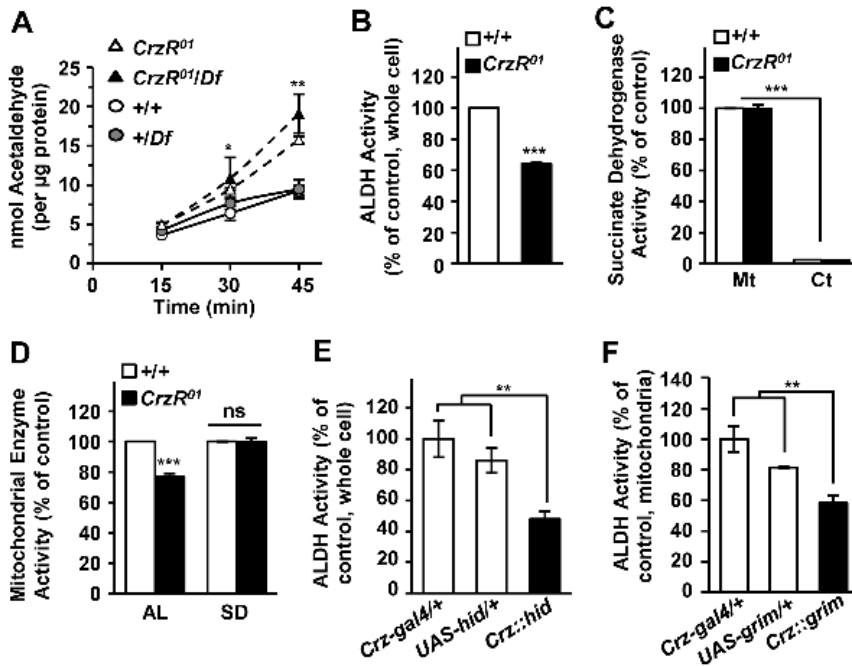 A
CrzR⁰¹
CrzR⁰¹/Df
+/+
+/Df
**
*
nmol Acetaldehyde
(per µg protein)
25
20
15
10
5
0
0 15 30 45
Time (min)
B
+/+
CrzR⁰¹
ALDH Activity
(% of control, whole cell)
100
80
60
40
20
0
***
C
+/+
CrzR⁰¹
Succinate Dehydrogenase
Activity (% of control)
100
80
60
40
20
0
***
Mt Ct
D
+/+
CrzR⁰¹
Mitochondrial Enzyme
Activity (% of control)
100
80
60
40
20
0
***
ns
AL SD
E
ALDH Activity (% of
control, whole cell)
120
100
80
60
40
20
0
**
Crz-gal4/+
UAS-hid/+
Crz::hid
F
ALDH Activity (% of
control, mitochondria)
140
120
100
80
60
40
20
0
**
Crz-gal4/+
UAS-grim/+
Crz::grim